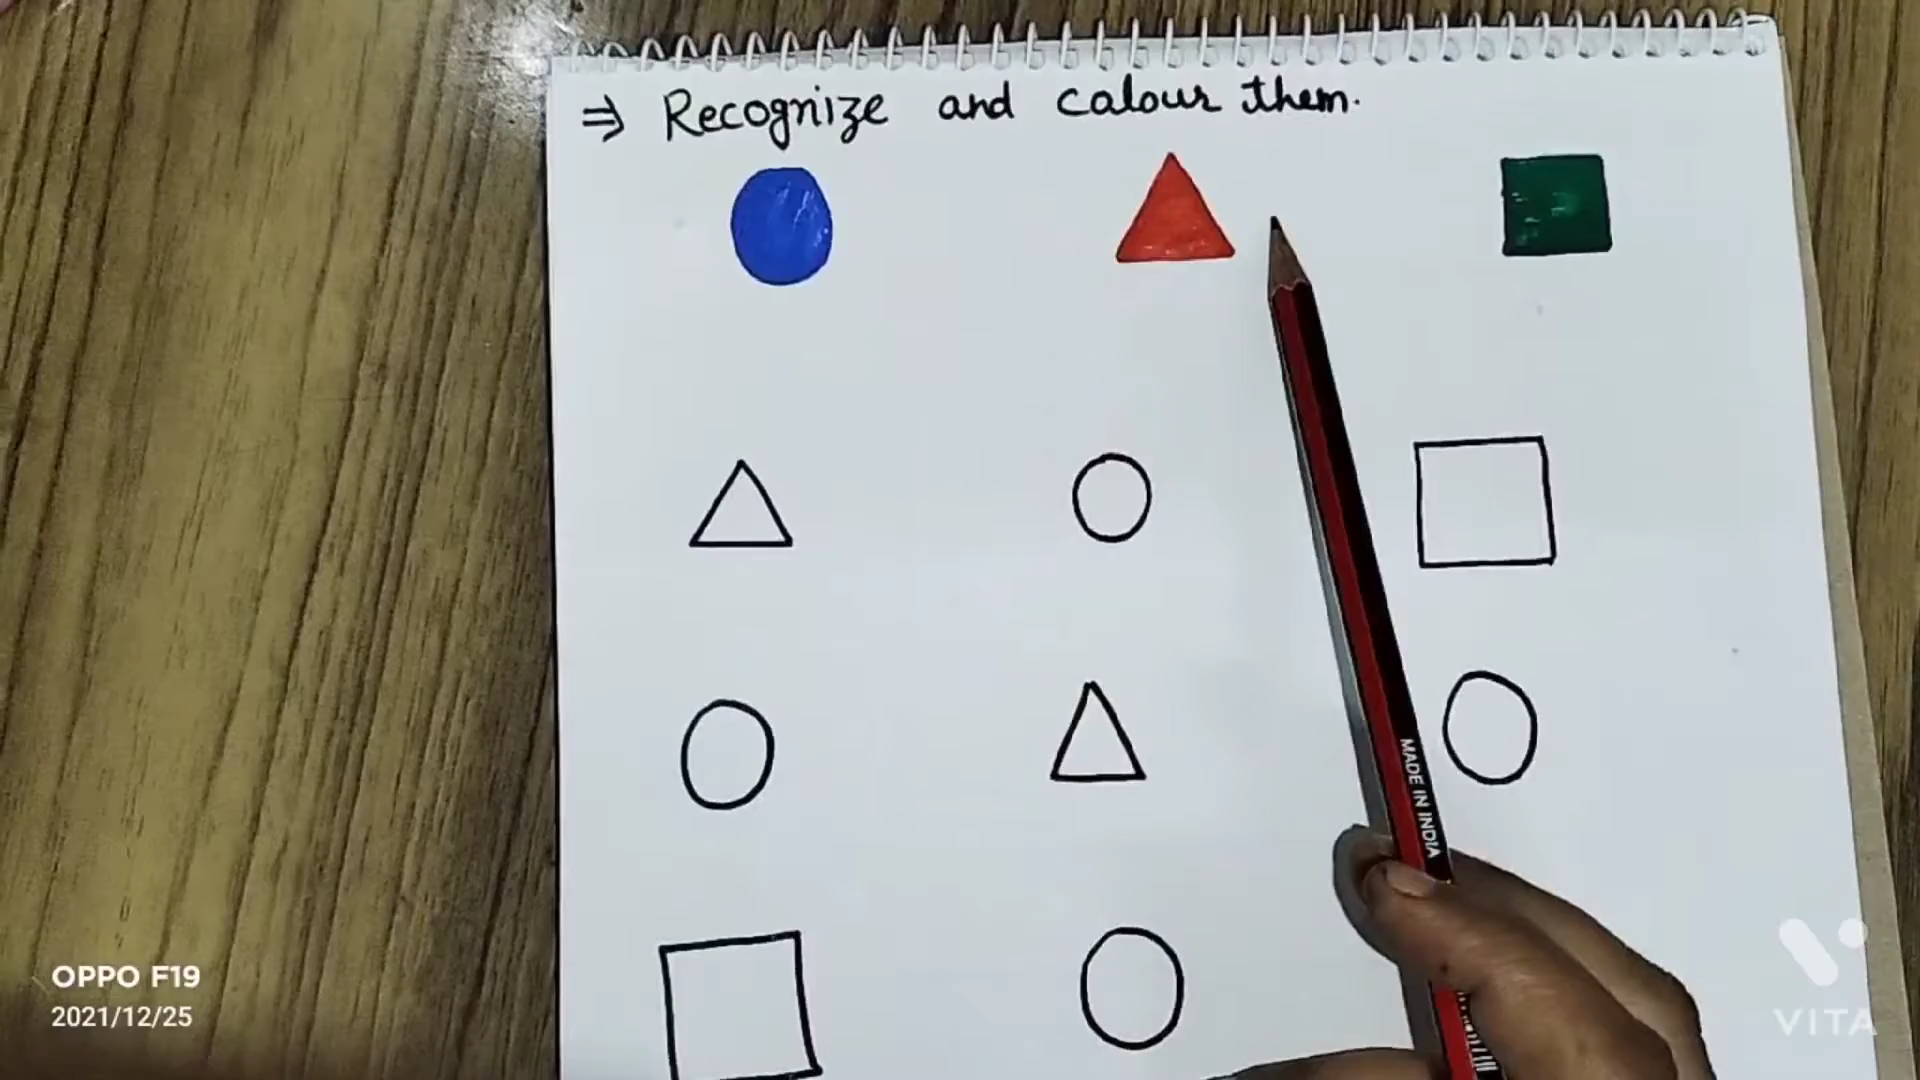 ⇒ Recognize and calour them.
MADE IN INDIA
OPPO F19
2021/12/25
VITA